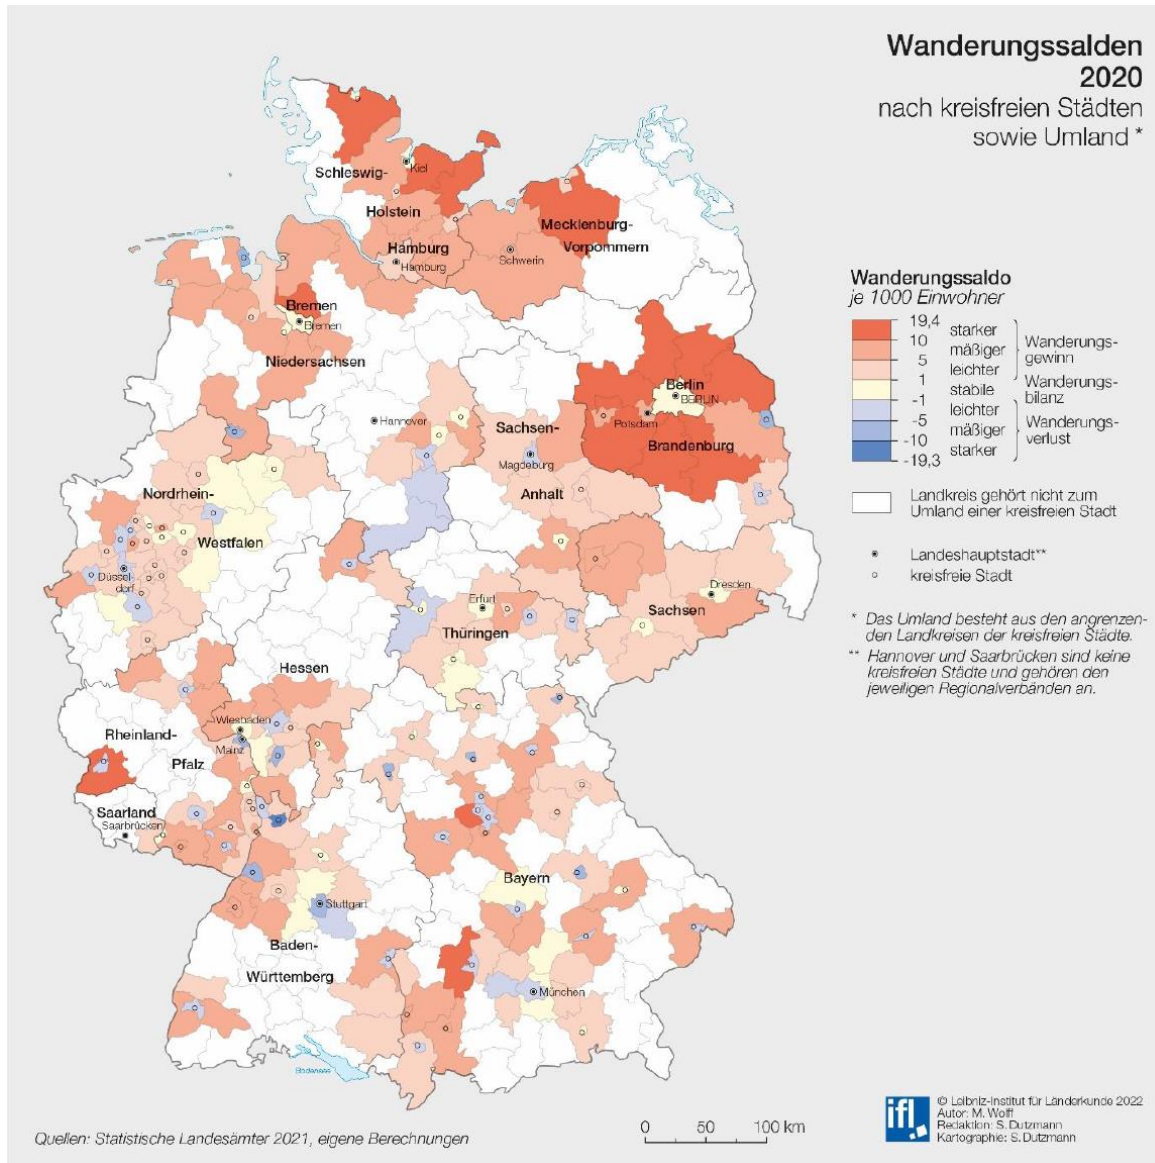 Wanderungssalden
2020
nach kreisfreien Städten
sowie Umland *
Kiel
Schleswig-
Holstein
Hamburg
Hamburg
Mecklenburg-
Vorpommern
Schwerin
Bremen
Bremen
Niedersachsen
Berlin
BERLIN
Potsdam
Brandenburg
Hannover
Sachsen-
Magdeburg
Anhalt
Nordrhein-
Westfalen
Düssel-
dorf
Dresden
Sachsen
Erfurt
Thüringen
Hessen
Wiesbaden
Mainz
Rheinland-
Pfalz
Saarland
Saarbrücken
Bayern
Stuttgart
Baden-
Württemberg
München
Bodensee
Wanderungssaldo
je 1000 Einwohner
19,4
starker
10
mäßiger
5
leichter
1
stabile
-1
leichter
-5
mäßiger
-10
starker
-19,3
Wanderungs-
gewinn
Wanderungs-
bilanz
Wanderungs-
verlust
Landkreis gehört nicht zum
Umland einer kreisfreien Stadt
Landeshauptstadt**
kreisfreie Stadt
* Das Umland besteht aus den angrenzen-
den Landkreisen der kreisfreien Städte.
** Hannover und Saarbrücken sind keine
kreisfreien Städte und gehören den
jeweiligen Regionalverbänden an.
ifl
© Leibniz-Institut für Länderkunde 2022
Autor: M. Wolff
Redaktion: S. Dutzmann
Kartographie: S. Dutzmann
0 50 100 km
Quellen: Statistische Landesämter 2021, eigene Berechnungen